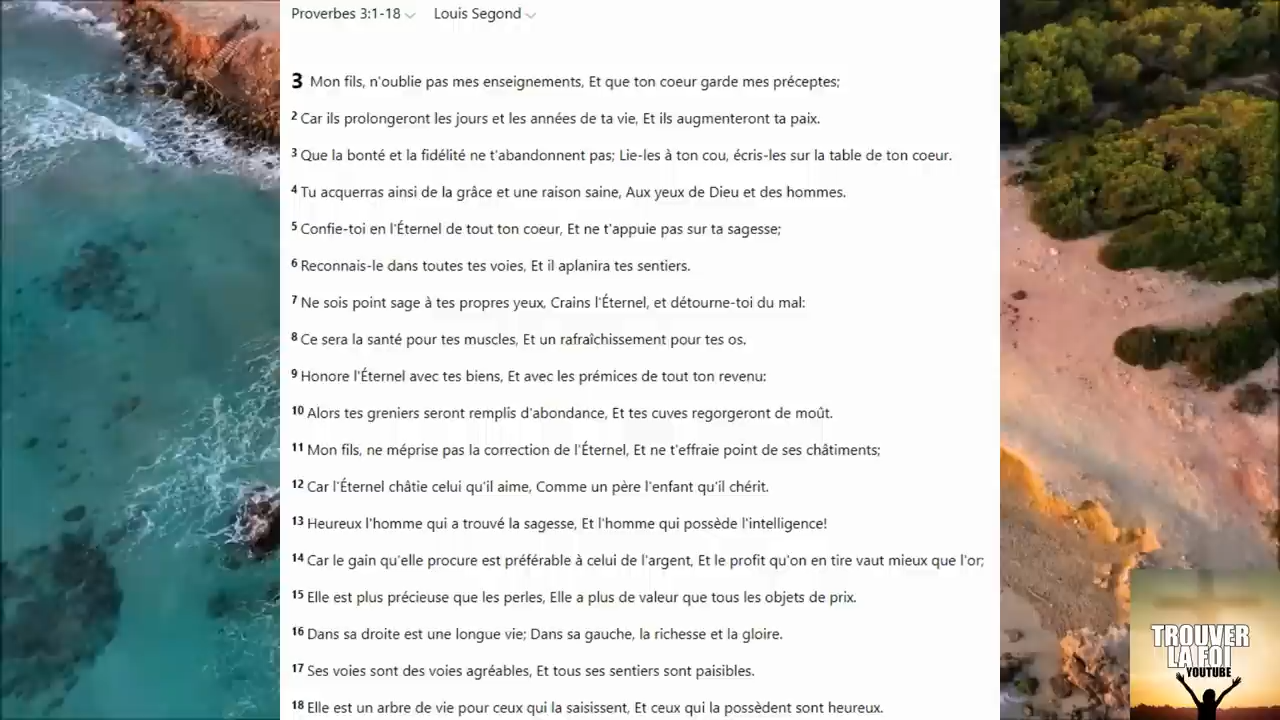 Proverbes 3:1-18 Louis Segond
3 Mon fils, n'oublie pas mes enseignements, Et que ton coeur garde mes préceptes;
2 Car ils prolongeront les jours et les années de ta vie, Et ils augmenteront ta paix.
3 Que la bonté et la fidélité ne t'abandonnent pas; Lie-les à ton cou, écris-les sur la table de ton coeur.
4 Tu acquerras ainsi de la grâce et une raison saine, Aux yeux de Dieu et des hommes.
5 Confie-toi en l'Éternel de tout ton coeur, Et ne t'appuie pas sur ta sagesse;
6 Reconnais-le dans toutes tes voies, Et il aplanira tes sentiers.
7 Ne sois point sage à tes propres yeux, Crains l'Éternel, et détourne-toi du mal:
8 Ce sera la santé pour tes muscles, Et un rafraîchissement pour tes os.
9 Honore l'Éternel avec tes biens, Et avec les prémices de tout ton revenu:
10 Alors tes greniers seront remplis d'abondance, Et tes cuves regorgeront de moût.
11 Mon fils, ne méprise pas la correction de l'Éternel, Et ne t'effraie point de ses châtiments;
12 Car l'Éternel châtie celui qu'il aime, Comme un père l'enfant qu'il chérit.
13 Heureux l'homme qui a trouvé la sagesse, Et l'homme qui possède l'intelligence!
14 Car le gain qu'elle procure est préférable à celui de l'argent, Et le profit qu'on en tire vaut mieux que l'or;
15 Elle est plus précieuse que les perles, Elle a plus de valeur que tous les objets de prix.
16 Dans sa droite est une longue vie; Dans sa gauche, la richesse et la gloire.
17 Ses voies sont des voies agréables, Et tous ses sentiers sont paisibles.
18 Elle est un arbre de vie pour ceux qui la saisissent, Et ceux qui la possèdent sont heureux.
TROUVER
LA FOI
YOUTUBE